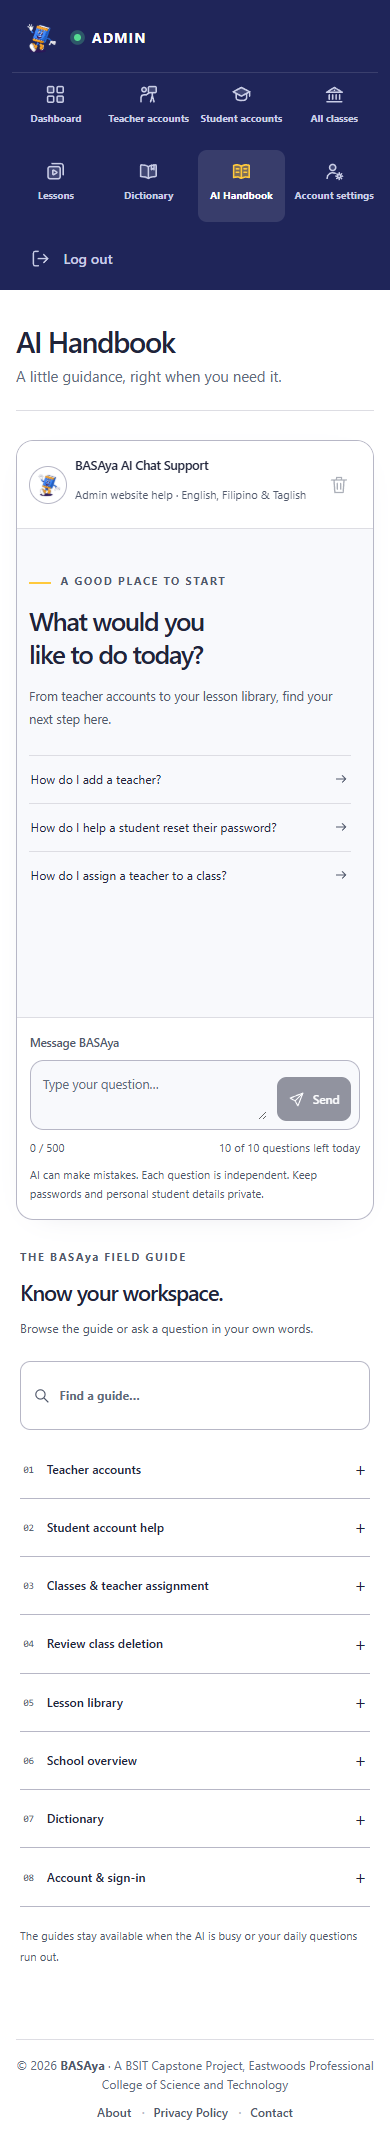 ADMIN
Dashboard
Teacher accounts
Student accounts
All classes
Lessons
Dictionary
AI Handbook
Account settings
Log out
AI Handbook
A little guidance, right when you need it.
BASAya AI Chat Support
Admin website help · English, Filipino & Taglish
A GOOD PLACE TO START
What would you
like to do today?
From teacher accounts to your lesson library, find your
next step here.
How do I add a teacher?
How do I help a student reset their password?
How do I assign a teacher to a class?
Message BASAya
Type your question...
Send
0 / 500
10 of 10 questions left today
AI can make mistakes. Each question is independent. Keep
passwords and personal student details private.
THE BASAya FIELD GUIDE
Know your workspace.
Browse the guide or ask a question in your own words.
Find a guide...
01 Teacher accounts
02 Student account help
03 Classes & teacher assignment
04 Review class deletion
05 Lesson library
06 School overview
07 Dictionary
08 Account & sign-in
The guides stay available when the AI is busy or your daily questions
run out.
© 2026 BASAya · A BSIT Capstone Project, Eastwoods Professional
College of Science and Technology
About · Privacy Policy · Contact